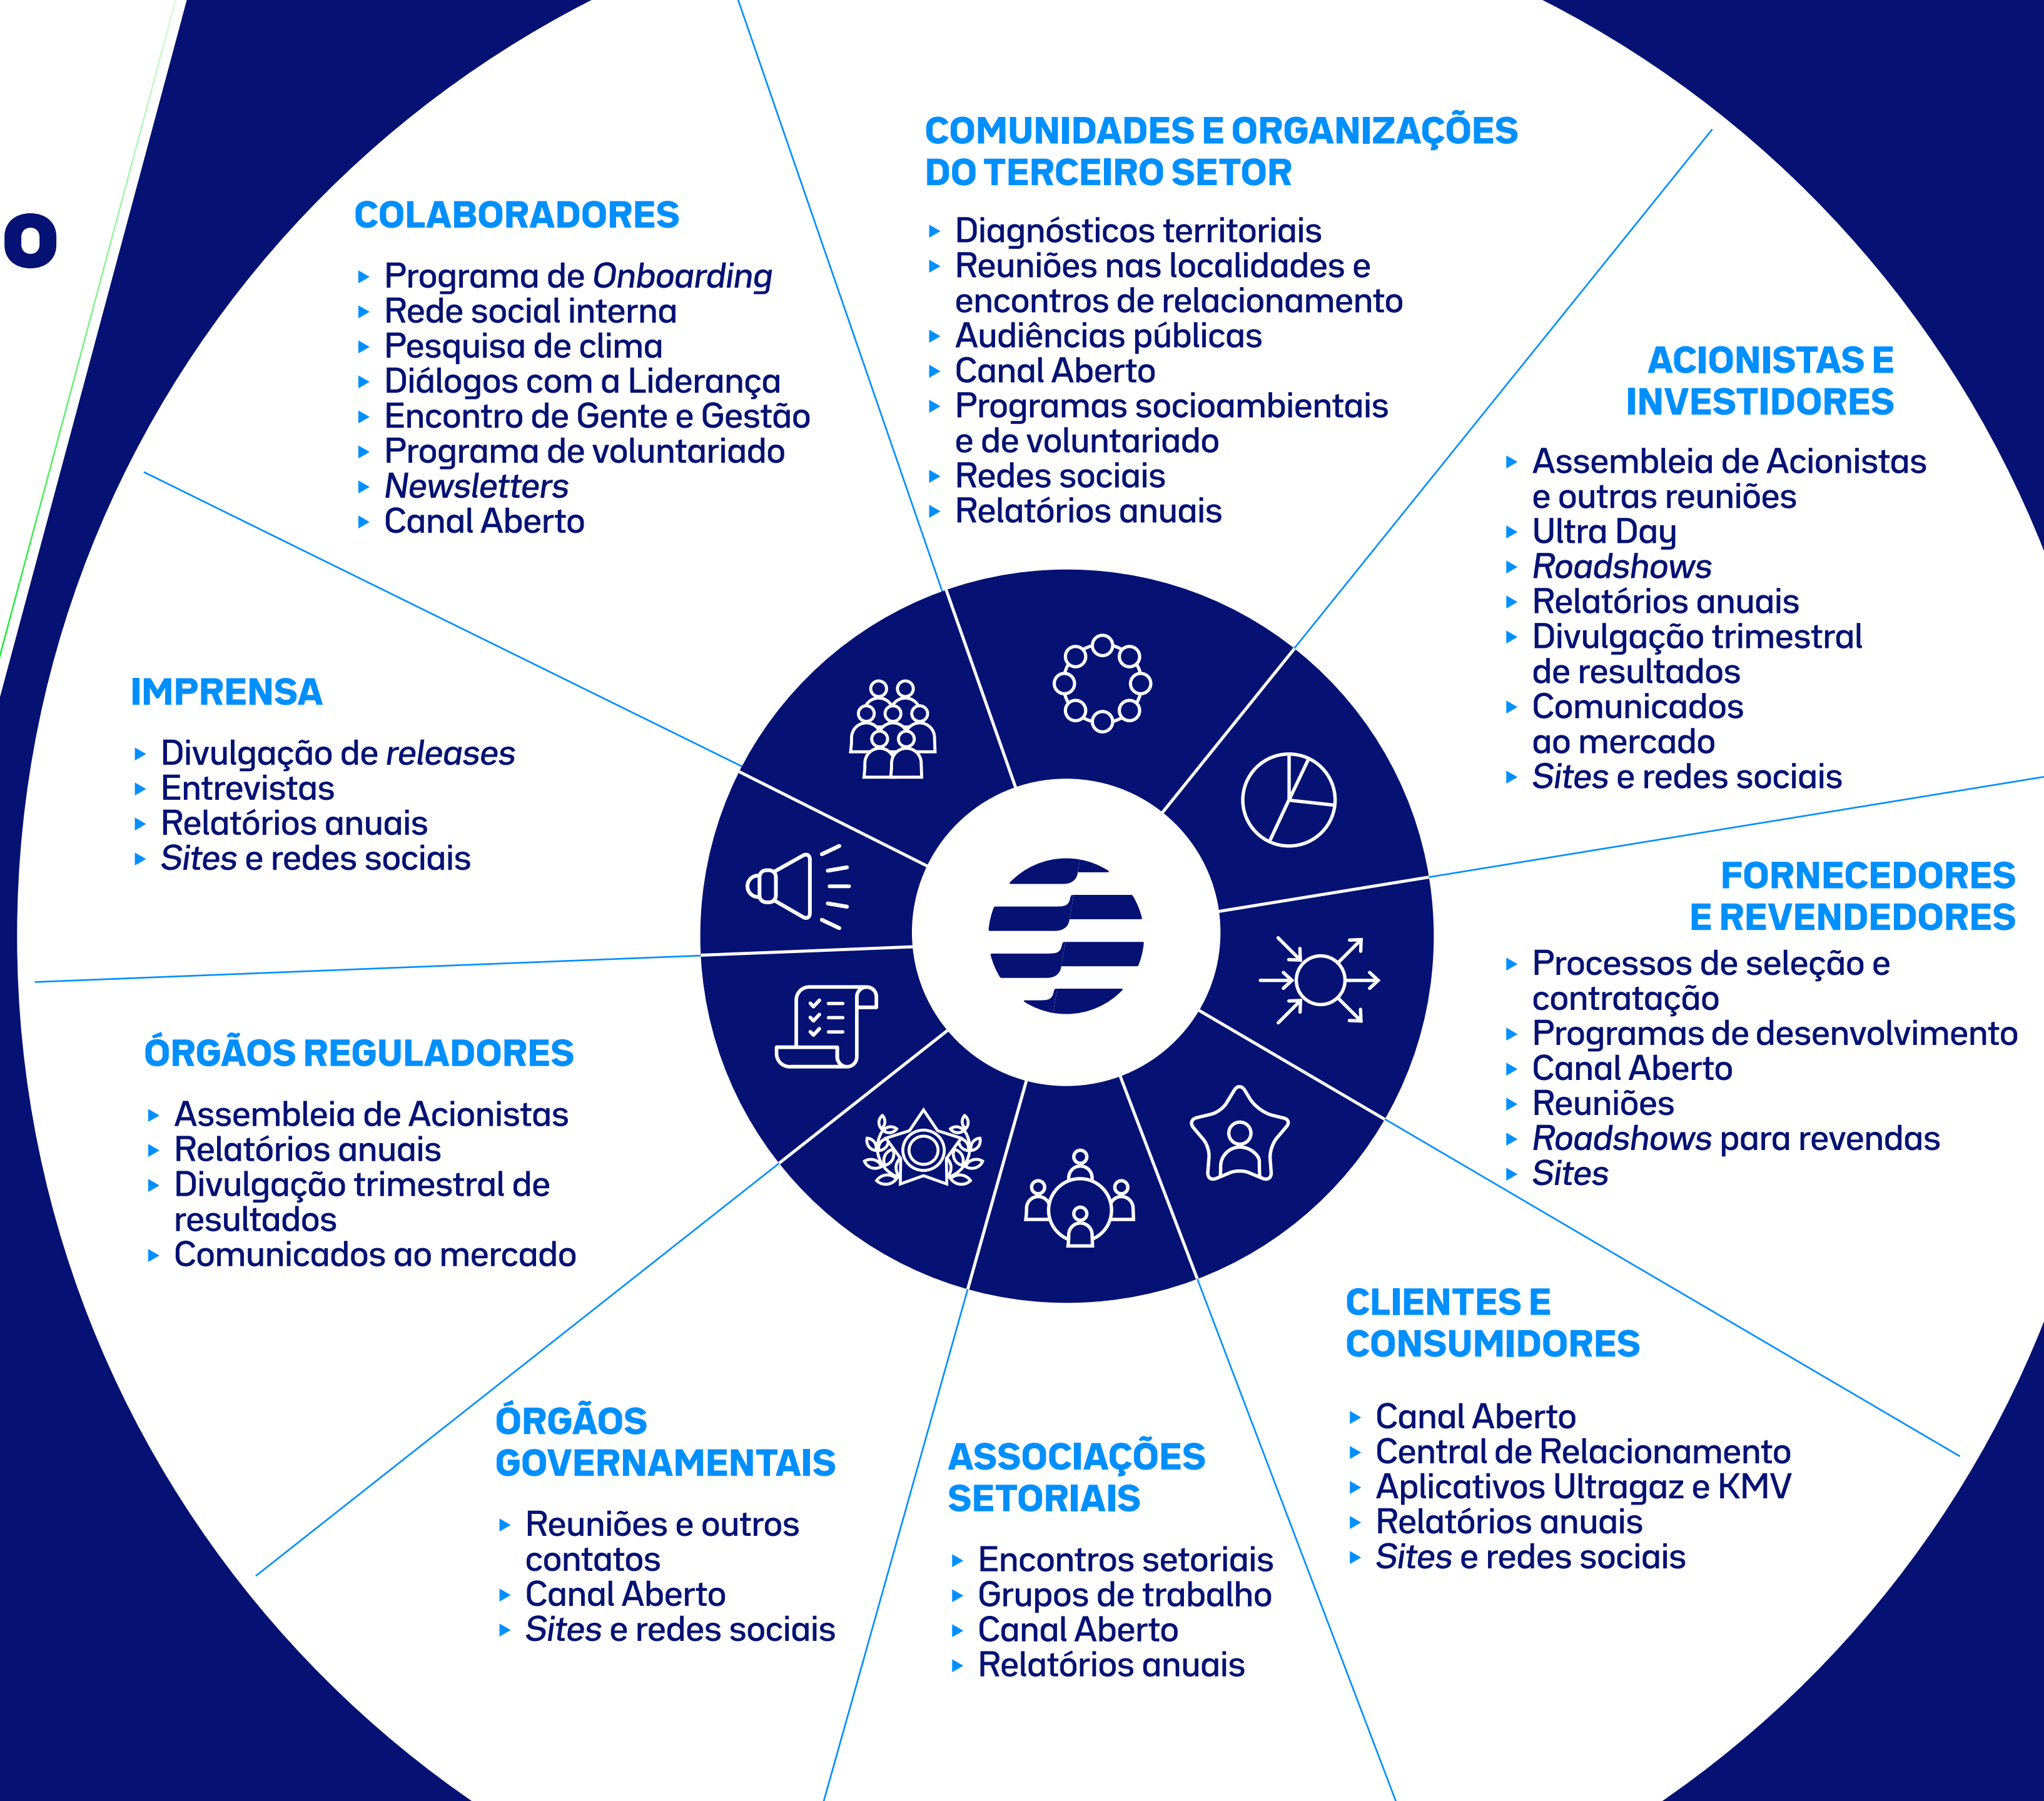 o
COLABORADORES
Programa de Onboarding
Rede social interna
Pesquisa de clima
Diálogos com a Liderança
Encontro de Gente e Gestão
Programa de voluntariado
Newsletters
Canal Aberto
COMUNIDADES E ORGANIZAÇÕES
DO TERCEIRO SETOR
Diagnósticos territoriais
Reuniões nas localidades e
encontros de relacionamento
Audiências públicas
Canal Aberto
Programas socioambientais
e de voluntariado
Redes sociais
Relatórios anuais
ACIONISTAS E
INVESTIDORES
Assembleia de Acionistas
e outras reuniões
Ultra Day
Roadshows
Relatórios anuais
Divulgação trimestral
de resultados
Comunicados
ao mercado
Sites e redes sociais
FORNECEDORES
E REVENDEDORES
Processos de seleção e
contratação
Programas de desenvolvimento
Canal Aberto
Reuniões
Roadshows para revendas
Sites
CLIENTES E
CONSUMIDORES
Canal Aberto
Central de Relacionamento
Aplicativos Ultragaz e KMV
Relatórios anuais
Sites e redes sociais
ASSOCIAÇÕES
SETORIAIS
Encontros setoriais
Grupos de trabalho
Canal Aberto
Relatórios anuais
ÓRGÃOS
GOVERNAMENTAIS
Reuniões e outros
contatos
Canal Aberto
Sites e redes sociais
ÓRGÃOS REGULADORES
Assembleia de Acionistas
Relatórios anuais
Divulgação trimestral de
resultados
Comunicados ao mercado
IMPRENSA
Divulgação de releases
Entrevistas
Relatórios anuais
Sites e redes sociais